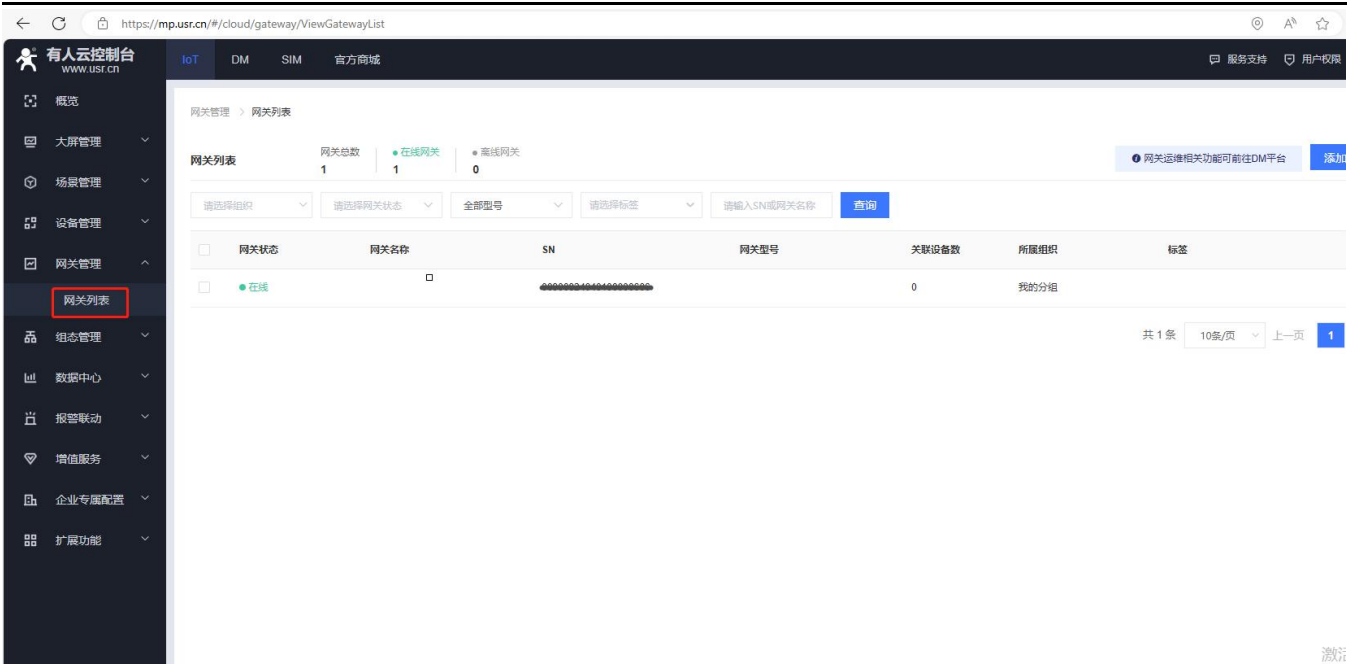 https://mp.usr.cn/#/cloud/gateway/ViewGatewayList
有人云控制台
www.usr.cn
IoT DM SIM 官方商城
服务支持 用户权限
概览
大屏管理
场景管理
设备管理
网关管理
网关列表
组态管理
数据中心
报警联动
增值服务
企业专属配置
扩展功能
网关管理 > 网关列表
网关列表
网关总数 在线网关 离线网关
1 1 0
网关运维相关功能可前往DM平台
添加
请选择组织 请选择网关状态 全部型号 请选择标签 请输入SN或网关名称 查询
网关状态 网关名称 SN 网关型号 关联设备数 所属组织 标签
在线 0 我的分组
共 1 条 10条/页 上一页 1
激活